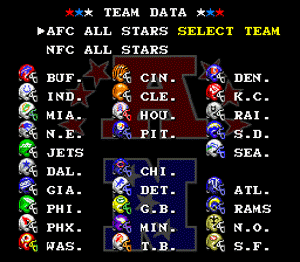 TEAM DATA
AFC ALL STARS SELECT TEAM
NFC ALL STARS
BUF. CIN. DEN.
IND. CLE. K.C.
MIA. HOU. RAI.
N.E. PIT. S.D.
JETS SEA.
DAL. CHI.
GIA. DET. ATL.
PHI. G.B. RAMS
PHX. MIN. N.O.
WAS. T.B. S.F.